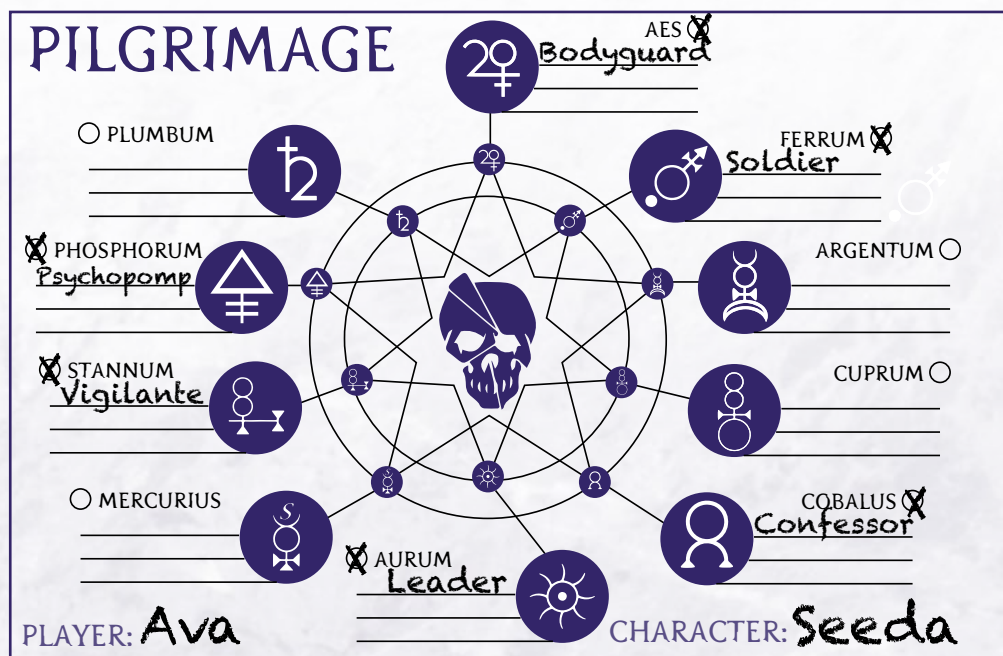 PILGRIMAGE
AES
Bodyguard
PLUMBUM
FERRUM
Soldier
PHOSPHORUM
Psychopomp
ARGENTUM
STANNUM
Vigilante
CUPRUM
MERCURIUS
COBALUS
Confessor
AURUM
Leader
PLAYER: Ava
CHARACTER: Seeda